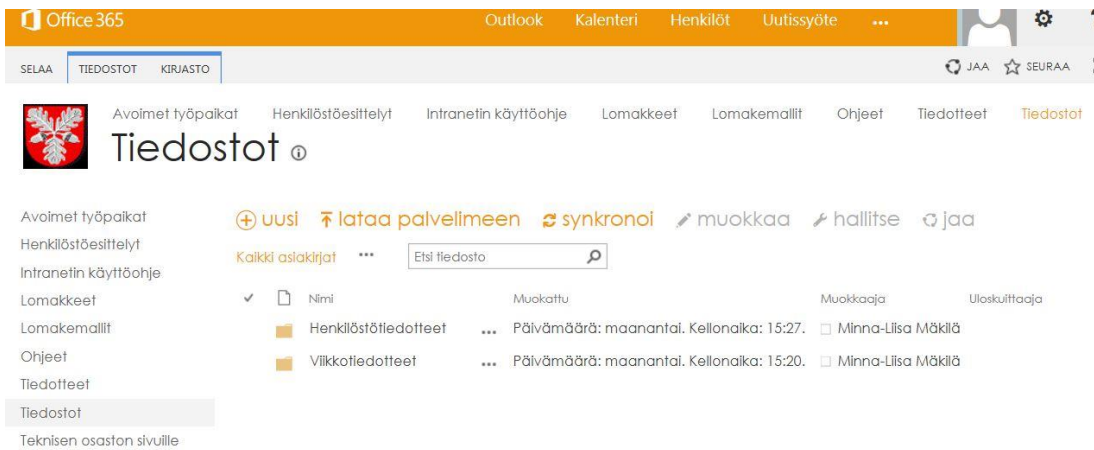 Office 365 Outlook Kalenteri Henkilöt Uutissyöte ...
SELAA TIEDOSTOT KIRJASTO JAA SEURAA
Avoimet työpaikat Henkilöstöesittelyt Intranetin käyttöohje Lomakkeet Lomakemallit Ohjeet Tiedotteet Tiedostot
Tiedostot
Avoimet työpaikat
Henkilöstöesittelyt
Intranetin käyttöohje
Lomakkeet
Lomakemallit
Ohjeet
Tiedotteet
Tiedostot
Teknisen osaston sivuille
uusi lataa palvelimeen synkronoi muokkaa hallitse jaa
Kaikki asiakirjat ... Etsi tiedosto
Nimi Muokattu Muokkaaja Uloskuittaaja
Henkilöstötiedotteet ... Päivämäärä: maanantai. Kellonaika: 15:27. Minna-Liisa Mäkilä
Viikkotiedotteet ... Päivämäärä: maanantai. Kellonaika: 15:20. Minna-Liisa Mäkilä